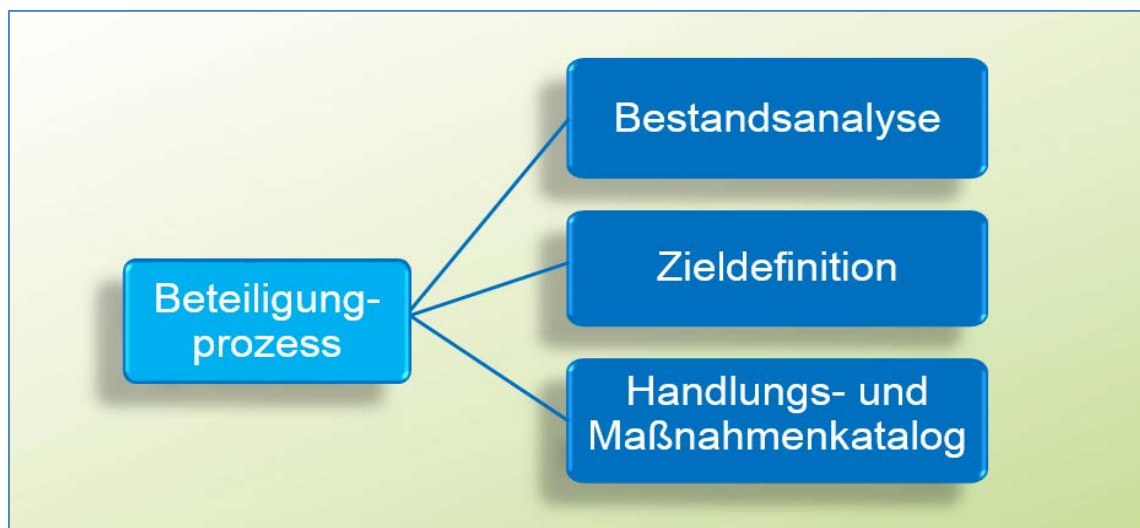 Beteiligung-
prozess
Bestandsanalyse
Zieldefinition
Handlungs- und
Maßnahmenkatalog